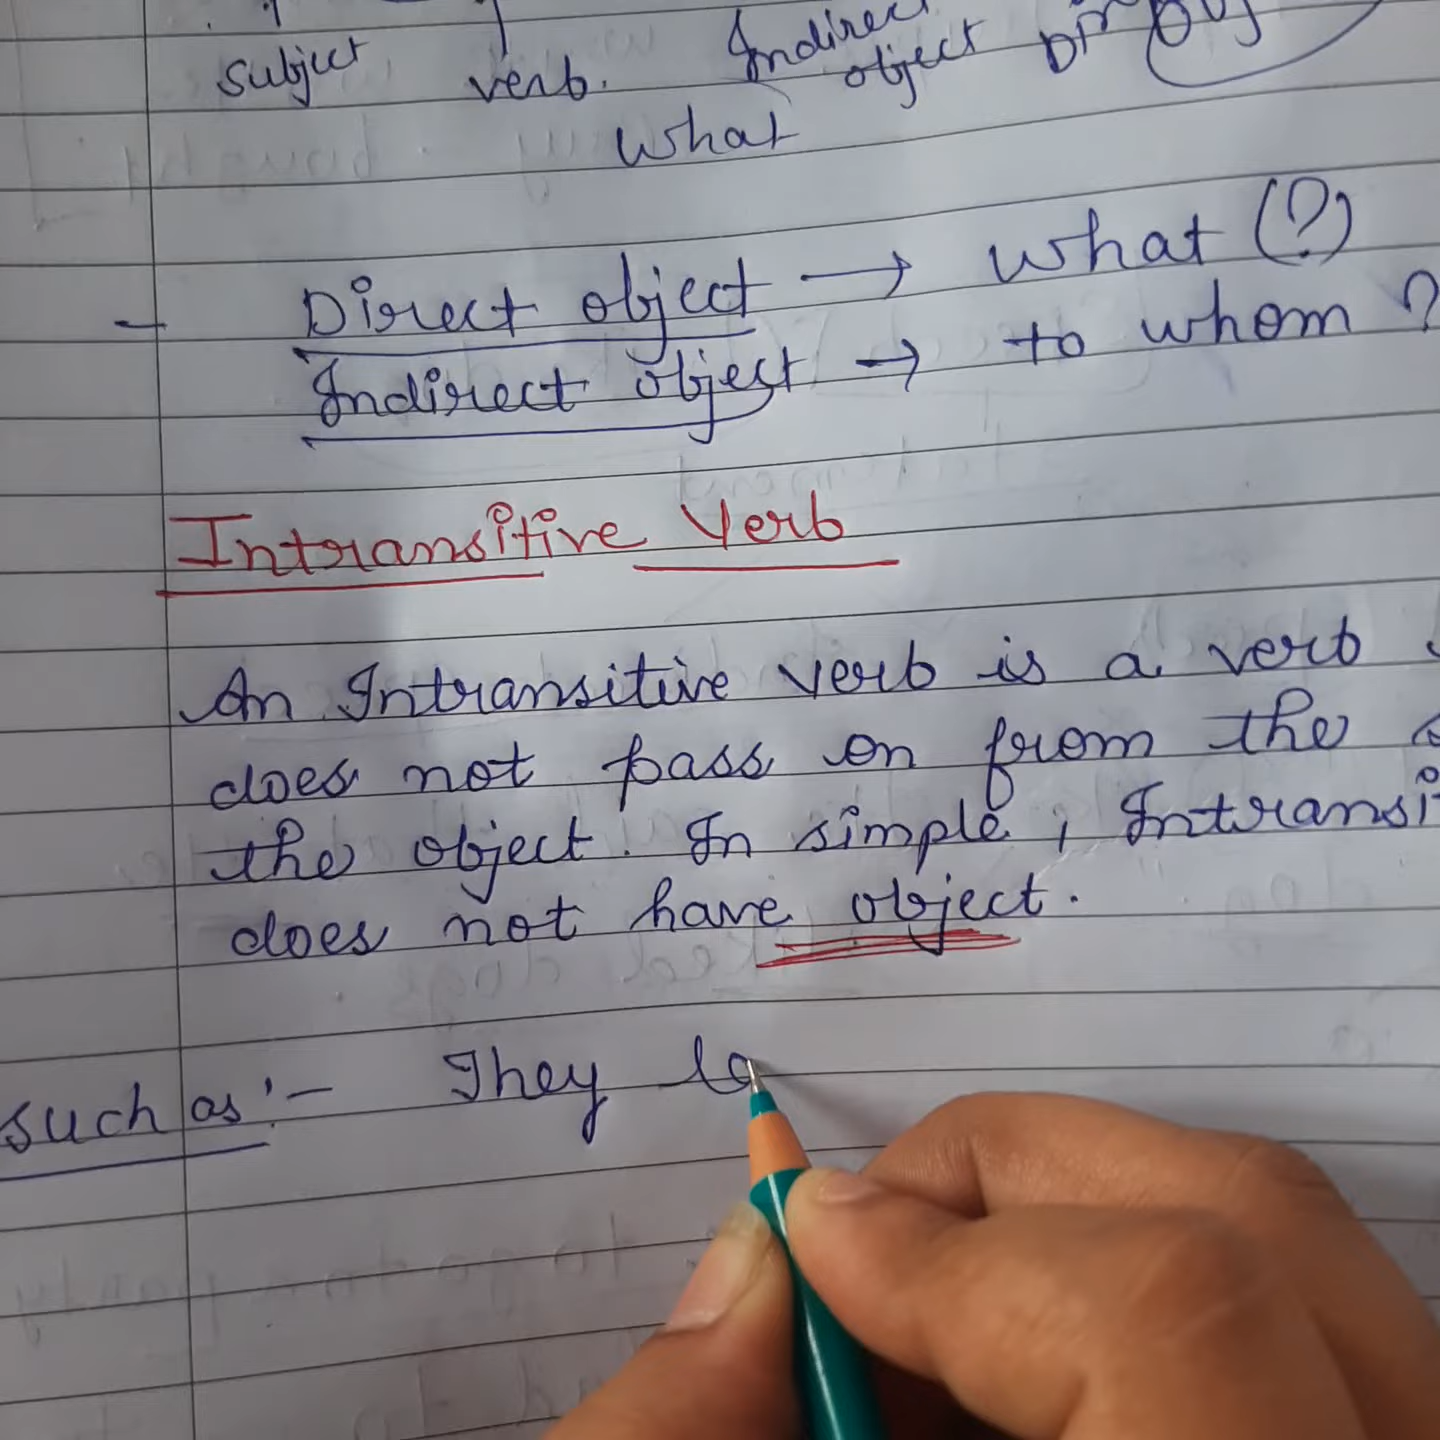 subject verb. Indirect object
what
- Direct object → what (?)
Indirect object → to whom ?
Intransitive Verb
An Intransitive verb is a verb
does not pass on from the
the object. In simple, Intransi
does not have object.
such as :- They lo